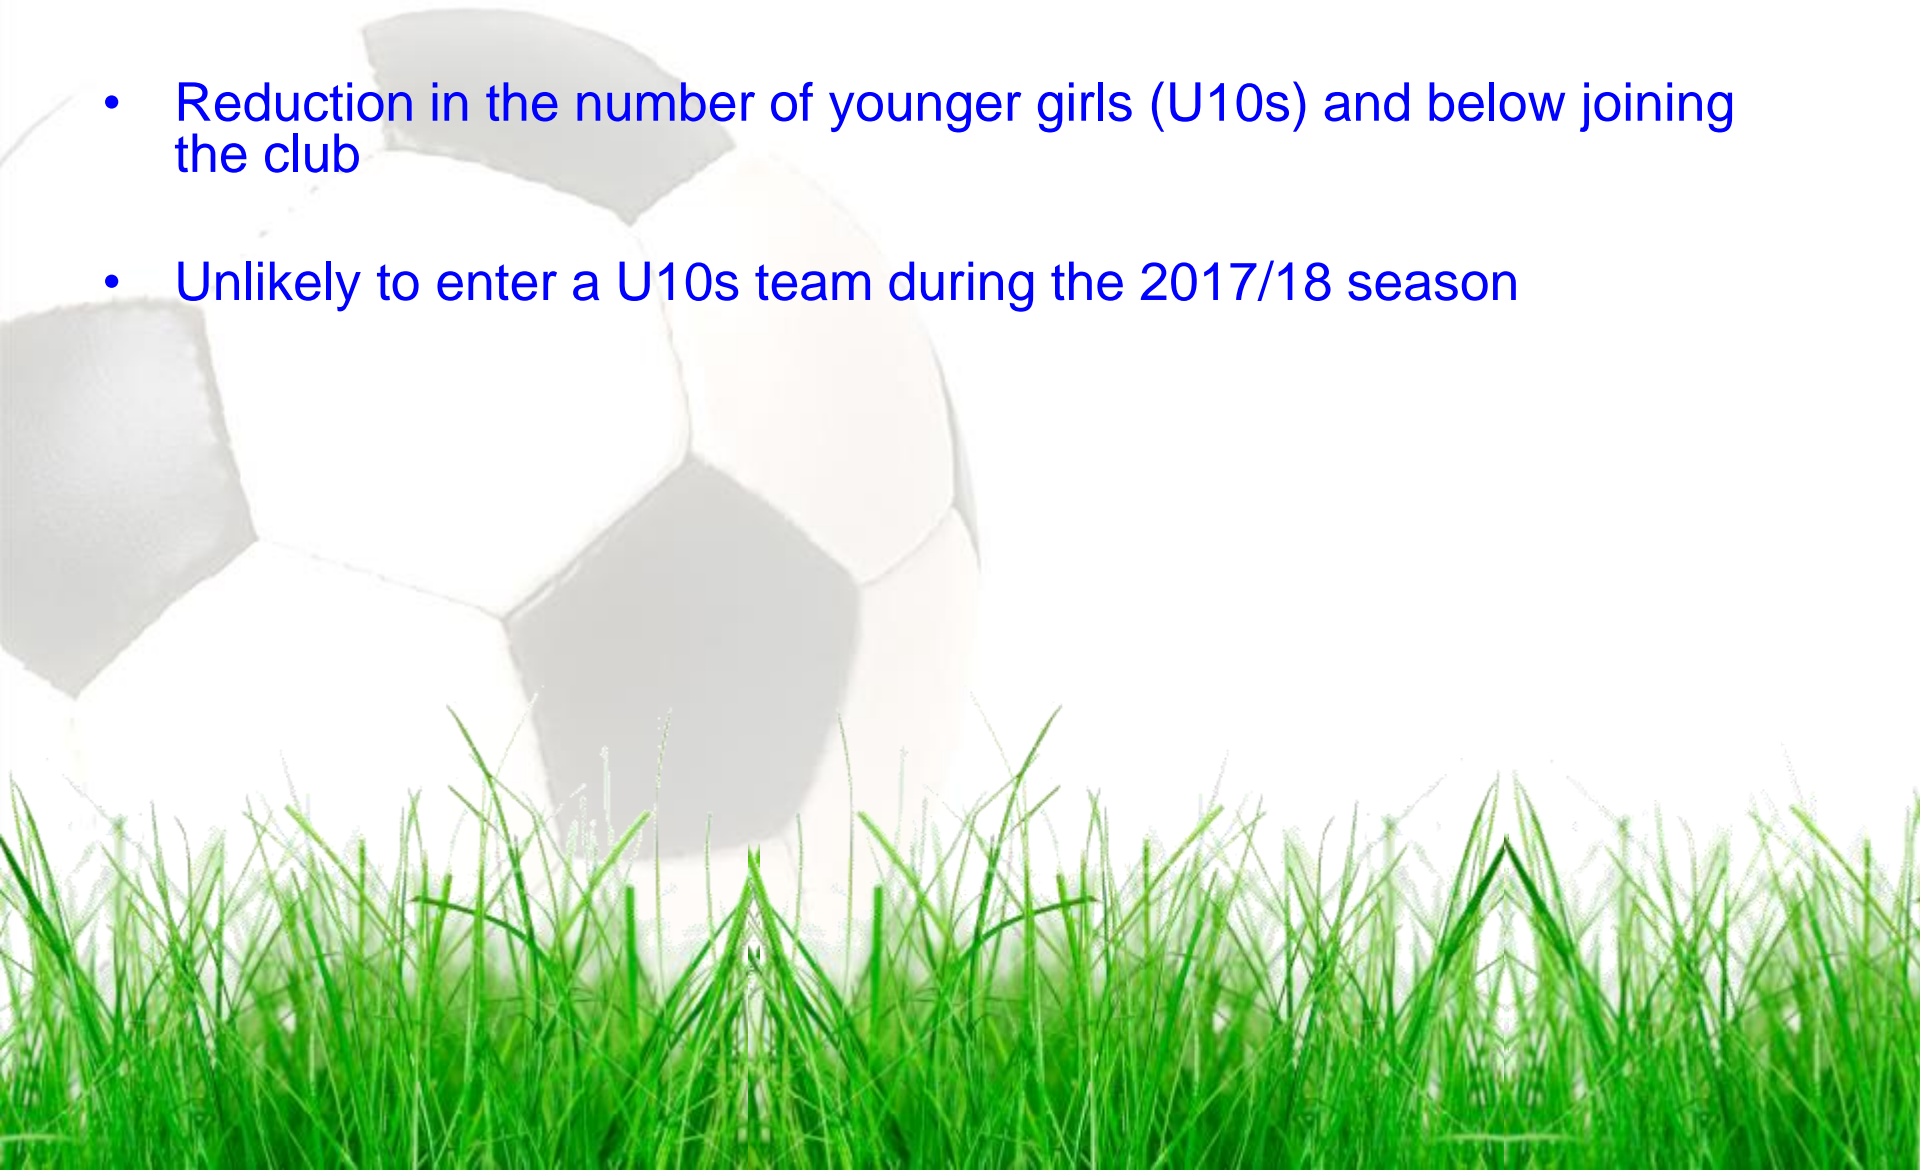 • Reduction in the number of younger girls (U10s) and below joining
the club
• Unlikely to enter a U10s team during the 2017/18 season